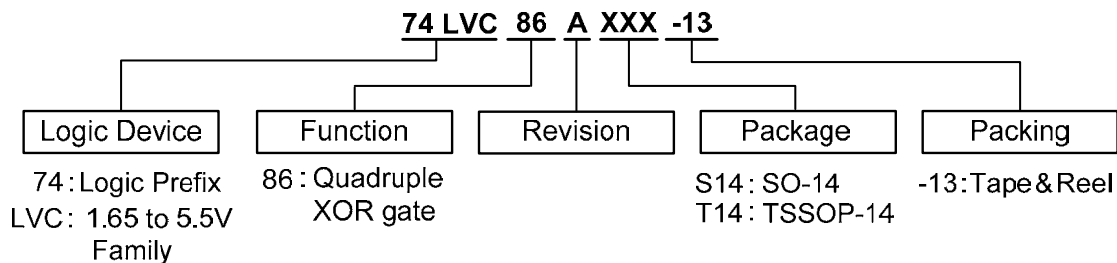 74 LVC 86 A XXX -13
Logic Device
Function
Revision
Package
Packing
74 : Logic Prefix
LVC : 1.65 to 5.5V
Family
86 : Quadruple
XOR gate
S14 : SO-14
T14 : TSSOP-14
-13 : Tape & Reel